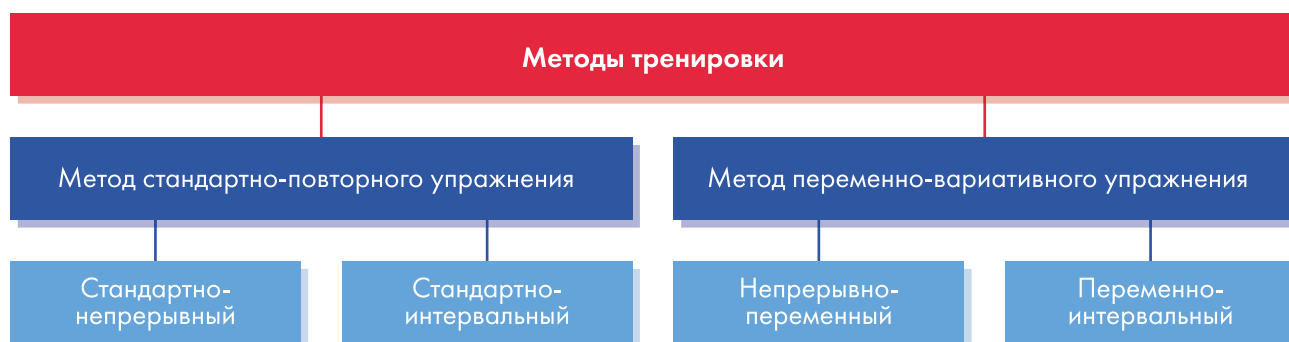 Методы тренировки
Метод стандартно-повторного упражнения
Метод переменно-вариативного упражнения
Стандартно-
непрерывный
Стандартно-
интервальный
Непрерывно-
переменный
Переменно-
интервальный